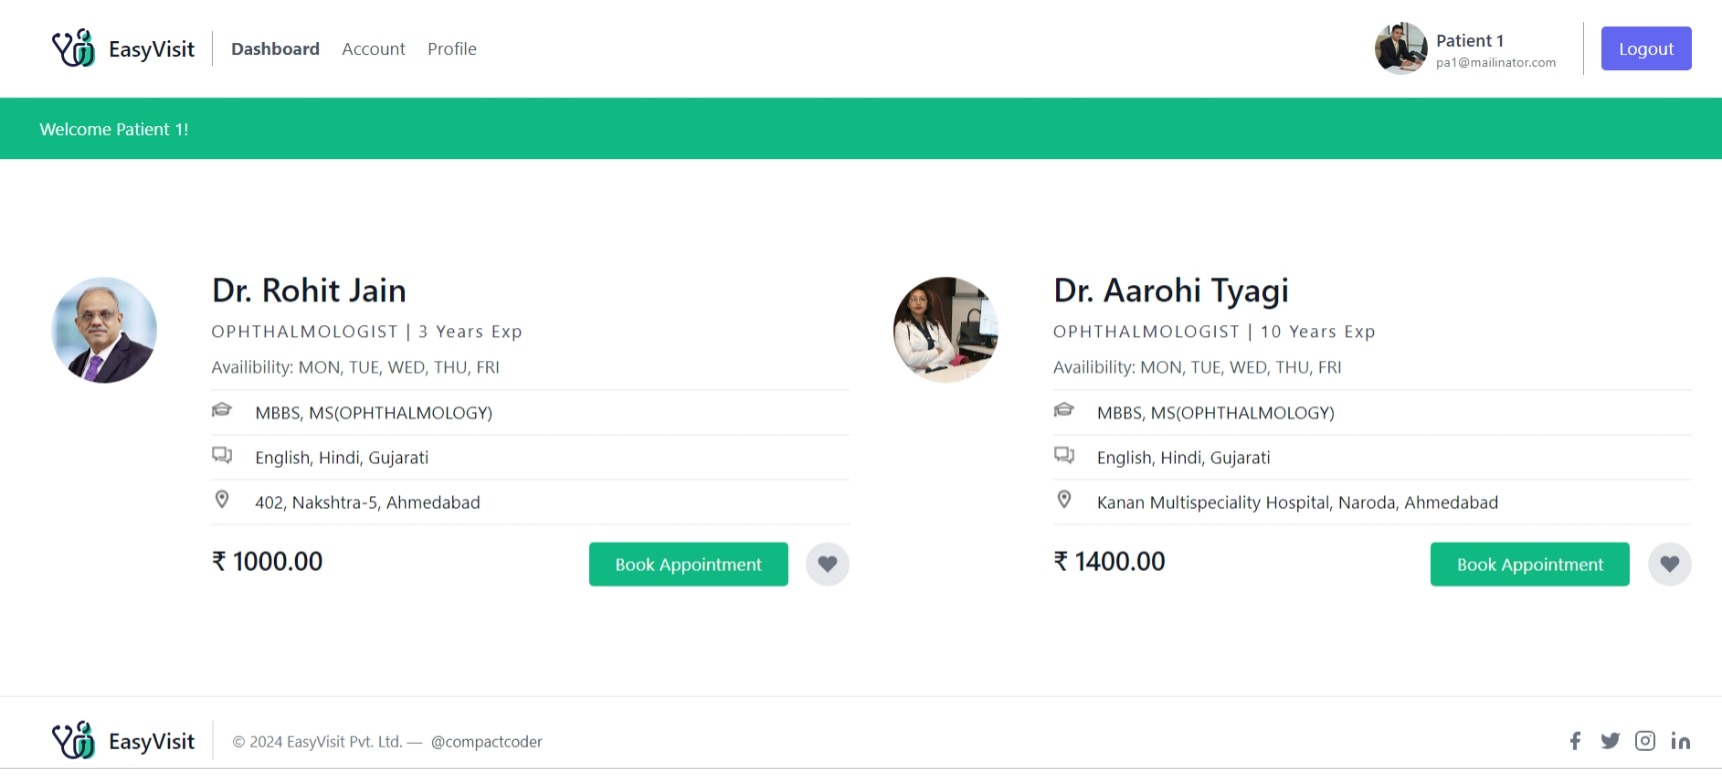 EasyVisit
Dashboard Account Profile
Patient 1
pa1@mailinator.com
Logout
Welcome Patient 1!
Dr. Rohit Jain
OPHTHALMOLOGIST | 3 Years Exp
Availibility: MON, TUE, WED, THU, FRI
MBBS, MS(OPHTHALMOLOGY)
English, Hindi, Gujarati
402, Nakshtra-5, Ahmedabad
₹ 1000.00
Book Appointment
Dr. Aarohi Tyagi
OPHTHALMOLOGIST | 10 Years Exp
Availibility: MON, TUE, WED, THU, FRI
MBBS, MS(OPHTHALMOLOGY)
English, Hindi, Gujarati
Kanan Multispeciality Hospital, Naroda, Ahmedabad
₹ 1400.00
Book Appointment
EasyVisit
© 2024 EasyVisit Pvt. Ltd. — @compactcoder